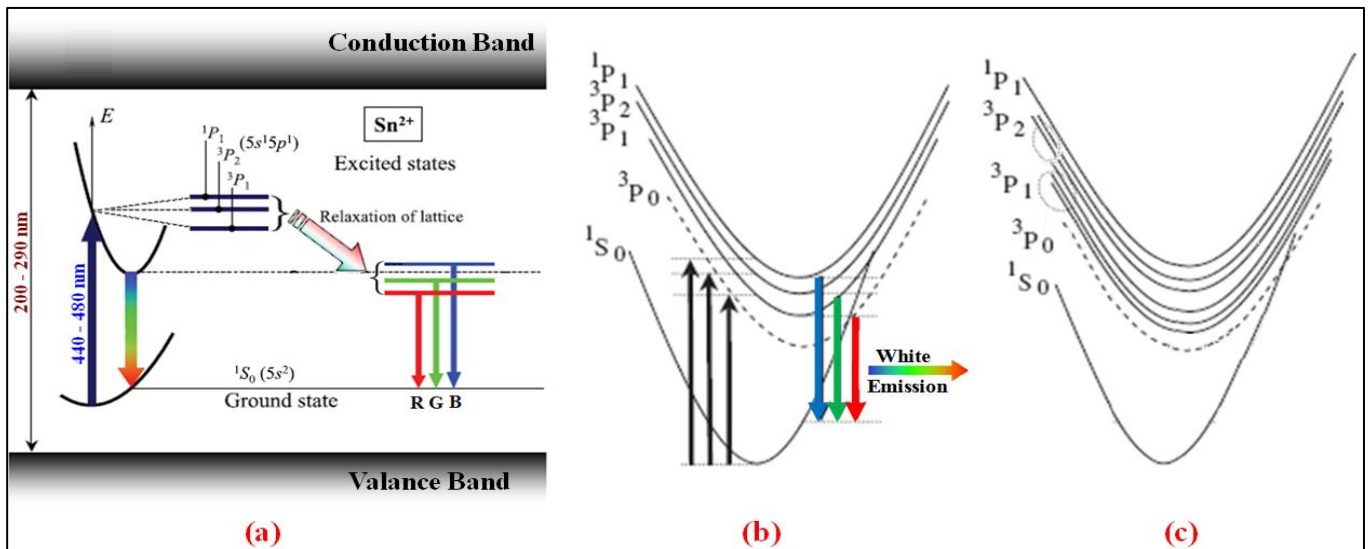 Conduction Band
200 - 290 nm
E
Sn²⁺
¹P₁
³P₂ (5s¹5p¹)
³P₁
Excited states
Relaxation of lattice
440 - 480 nm
¹S₀ (5s²)
Ground state
R G B
Valance Band
(a)
¹P₁
³P₂
³P₁
³P₀
¹S₀
White
Emission
(b)
¹P₁
³P₂
³P₁
³P₀
¹S₀
(c)